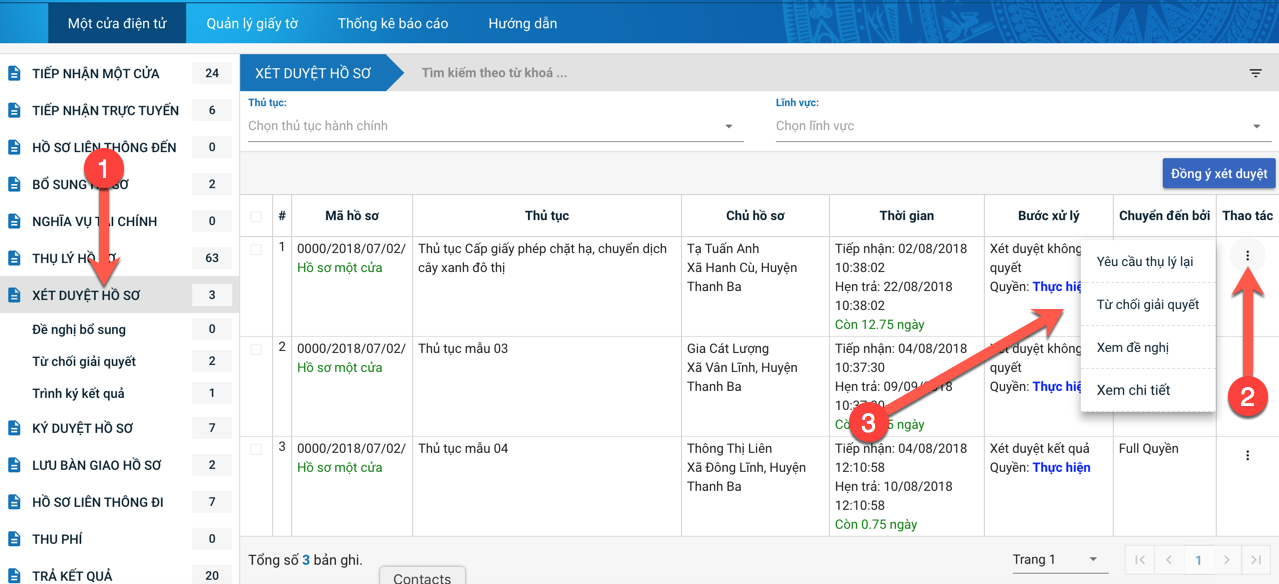 Một cửa điện tử
Quản lý giấy tờ
Thống kê báo cáo
Hướng dẫn
TIẾP NHẬN MỘT CỬA 24
TIẾP NHẬN TRỰC TUYẾN 6
HỒ SƠ LIÊN THÔNG ĐẾN 0
BỔ SUNG SƠ 2
NGHĨA VỤ CHÍNH 0
THỤ LÝ HỒ 63
XÉT DUYỆT HỒ SƠ 3
Đề nghị bổ sung 0
Từ chối giải quyết 2
Trình ký kết quả 1
KÝ DUYỆT HỒ SƠ 7
LƯU BÀN GIAO HỒ SƠ 2
HỒ SƠ LIÊN THÔNG ĐI 7
THU PHÍ 0
TRẢ KẾT QUẢ 20
1
XÉT DUYỆT HỒ SƠ
Tìm kiếm theo từ khoá ...
Thủ tục:
Chọn thủ tục hành chính
Lĩnh vực:
Chọn lĩnh vực
Đồng ý xét duyệt
# Mã hồ sơ Thủ tục Chủ hồ sơ Thời gian Bước xử lý Chuyển đến bởi Thao tác
1
0000/2018/07/02/
Hồ sơ một cửa
Thủ tục Cấp giấy phép chặt hạ, chuyển dịch
cây xanh đô thị
Tạ Tuấn Anh
Xã Hanh Cù, Huyện
Thanh Ba
Tiếp nhận: 02/08/2018
10:38:02
Hẹn trả: 22/08/2018
10:38:02
Còn 12.75 ngày
Xét duyệt không
quyết
Quyền: Thực hiệ
Yêu cầu thụ lý lại
Từ chối giải quyết
Xem đề nghị
Xem chi tiết
2
3
2
0000/2018/07/02/
Hồ sơ một cửa
Thủ tục mẫu 03
Gia Cát Lượng
Xã Vân Lĩnh, Huyện
Thanh Ba
Tiếp nhận: 04/08/2018
10:37:30
Hẹn trả: 09/09/2018
Còn ngày
Xét duyệt không
quyết
Quyền: Thực hiệ
3
0000/2018/07/02/
Hồ sơ một cửa
Thủ tục mẫu 04
Thông Thị Liên
Xã Đông Lĩnh, Huyện
Thanh Ba
Tiếp nhận: 04/08/2018
12:10:58
Hẹn trả: 10/08/2018
12:10:58
Còn 0.75 ngày
Xét duyệt kết quả
Quyền: Thực hiện
Full Quyền
Tổng số 3 bản ghi.
Trang 1
1
Contacts